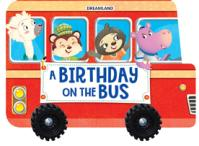 DREAMLAND
A BIRTHDAY
ON THE BUS